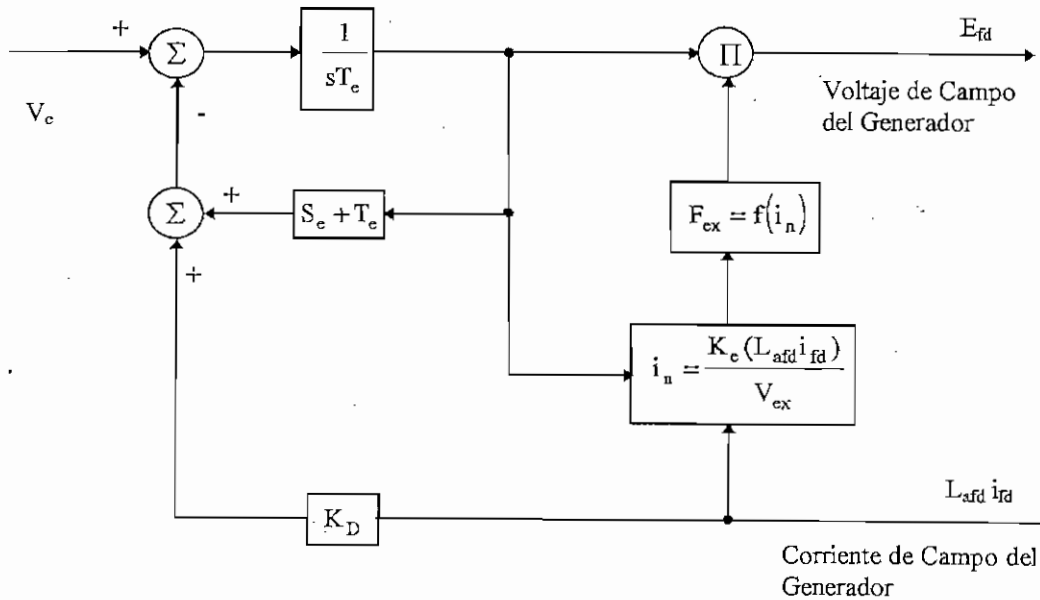 +
Σ
1
sT_e
Π
E_fd
V_e
-
Voltaje de Campo
del Generador
Σ
+
S_e + T_e
F_ex = f(i_n)
+
i_n = K_e (L_afd i_fd)
V_ex
K_D
L_afd i_fd
Corriente de Campo del
Generador